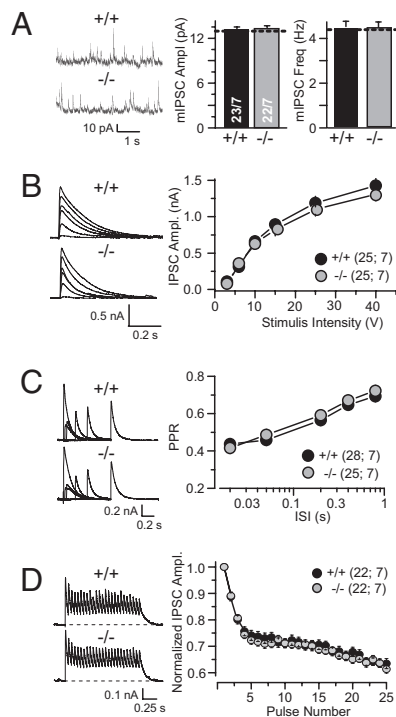 A
+/+
-/-
10 pA
1 s
mIPSC Ampl (pA)
12
8
4
0
23/7
22/7
+/+ -/-
mIPSC Freq (Hz)
4
2
0
+/+ -/-
B
+/+
-/-
0.5 nA
0.2 s
IPSC Ampl. (nA)
1.5
1.0
0.5
0.0
+/+ (25; 7)
-/- (25; 7)
0 10 20 30 40
Stimulis Intensity (V)
C
+/+
-/-
0.2 nA
0.2 s
PPR
0.8
0.6
0.4
0.2
+/+ (28; 7)
-/- (25; 7)
0.03 0.1 0.4 1
ISI (s)
D
+/+
-/-
0.1 nA
0.25 s
Normalized IPSC Ampl.
1.0
0.9
0.8
0.7
0.6
+/+ (22; 7)
-/- (22; 7)
5 10 15 20 25
Pulse Number